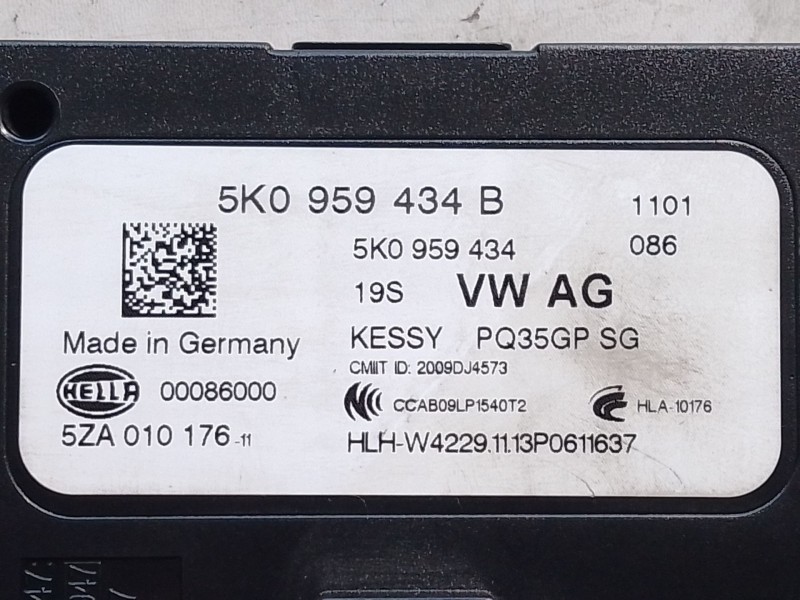 5K0 959 434 B 1101
5K0 959 434 086
19S VW AG
Made in Germany KESSY PQ35GP SG
CMIIT ID: 2009DJ4573
HELLA 00086000 CCAB09LP1540T2 HLA-10176
5ZA 010 176-11 HLH-W4229.11.13P0611637